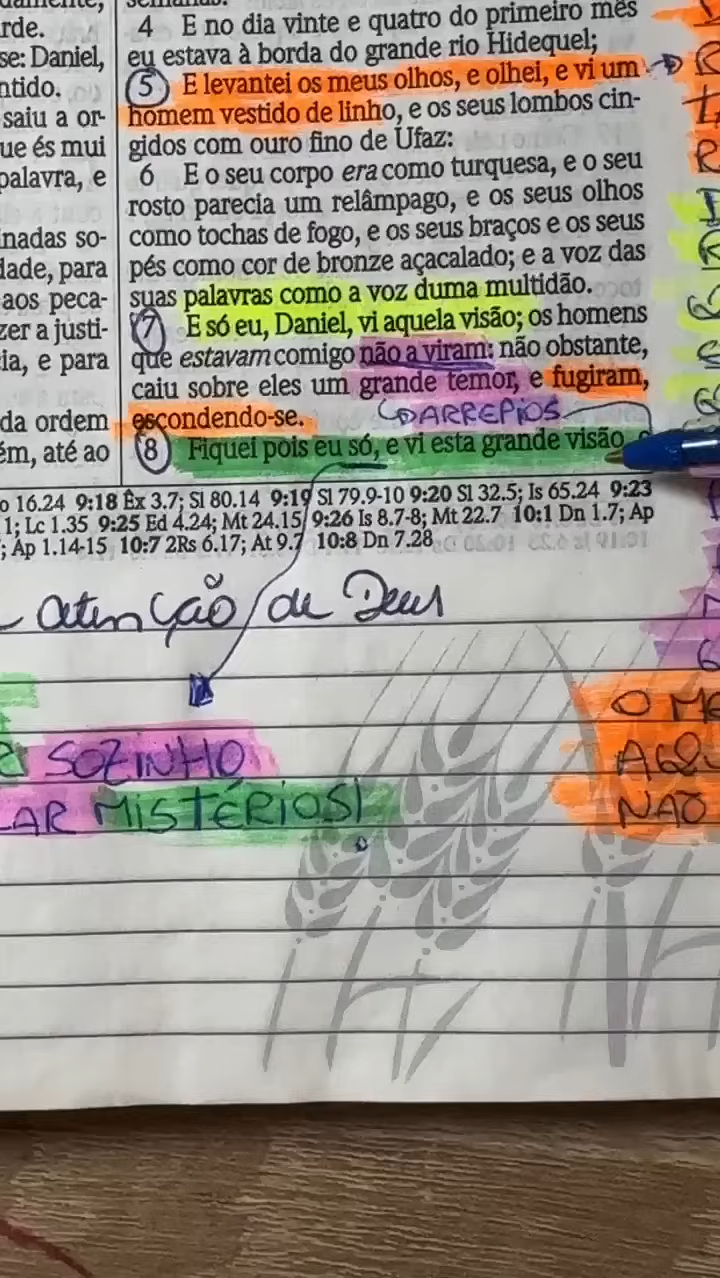 semanas.
rde.
se: Daniel,
ntido.
saiu a or-
ue és mui
palavra, e
inadas so-
dade, para
aos peca-
zer a justi-
ia, e para
da ordem
ém, até ao
4 E no dia vinte e quatro do primeiro mês
eu estava à borda do grande rio Hidequel;
5 E levantei os meus olhos, e olhei, e vi um
homem vestido de linho, e os seus lombos cin-
gidos com ouro fino de Ufaz:
6 E o seu corpo era como turquesa, e o seu
rosto parecia um relâmpago, e os seus olhos
como tochas de fogo, e os seus braços e os seus
pés como cor de bronze açacalado; e a voz das
suas palavras como a voz duma multidão.
7 E só eu, Daniel, vi aquela visão; os homens
que estavam comigo não a viram: não obstante,
caiu sobre eles um grande temor, e fugiram,
escondendo-se.
ARREPIOS
8 Fiquei pois eu só, e vi esta grande visão
o 16.24 9:18 Êx 3.7; Sl 80.14 9:19 Sl 79.9-10 9:20 Sl 32.5; Is 65.24 9:23
1; Lc 1.35 9:25 Ed 4.24; Mt 24.15 9:26 Is 8.7-8; Mt 22.7 10:1 Dn 1.7; Ap
; Ap 1.14-15 10:7 2Rs 6.17; At 9.7 10:8 Dn 7.28
atenção de Deus
SOZINHO
LAR MISTÉRIOS!
O ME
AQU
NÃO